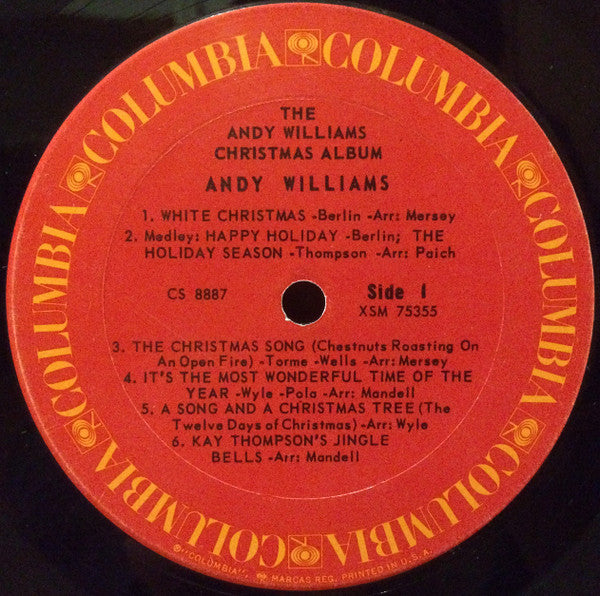 COLUMBIA COLUMBIA COLUMBIA COLUMBIA COLUMBIA COLUMBIA
THE
ANDY WILLIAMS
CHRISTMAS ALBUM
ANDY WILLIAMS
1. WHITE CHRISTMAS -Berlin -Arr: Mersey
2. Medley: HAPPY HOLIDAY -Berlin; THE
HOLIDAY SEASON -Thompson -Arr: Paich
CS 8887
Side 1
XSM 75355
3. THE CHRISTMAS SONG (Chestnuts Roasting On
An Open Fire) -Torme -Wells -Arr: Mersey
4. IT'S THE MOST WONDERFUL TIME OF THE
YEAR -Wyle -Pola -Arr: Mandell
5. A SONG AND A CHRISTMAS TREE (The
Twelve Days of Christmas) -Arr: Wyle
6. KAY THOMPSON'S JINGLE
BELLS -Arr: Mandell
℗"COLUMBIA" MARCAS REG. PRINTED IN U.S.A.